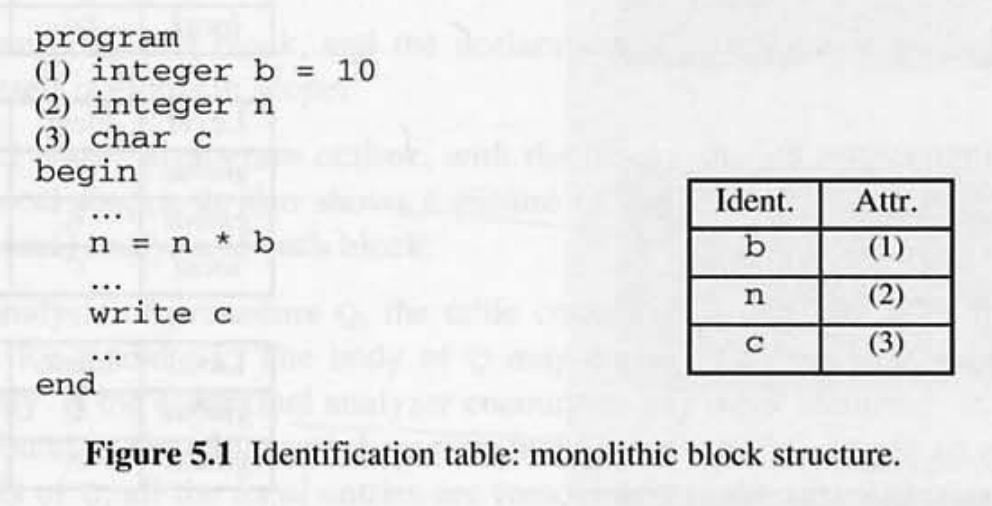 program
(1) integer b = 10
(2) integer n
(3) char c
begin
...
n = n * b
...
write c
...
end
Ident. Attr.
b (1)
n (2)
c (3)
Figure 5.1 Identification table: monolithic block structure.